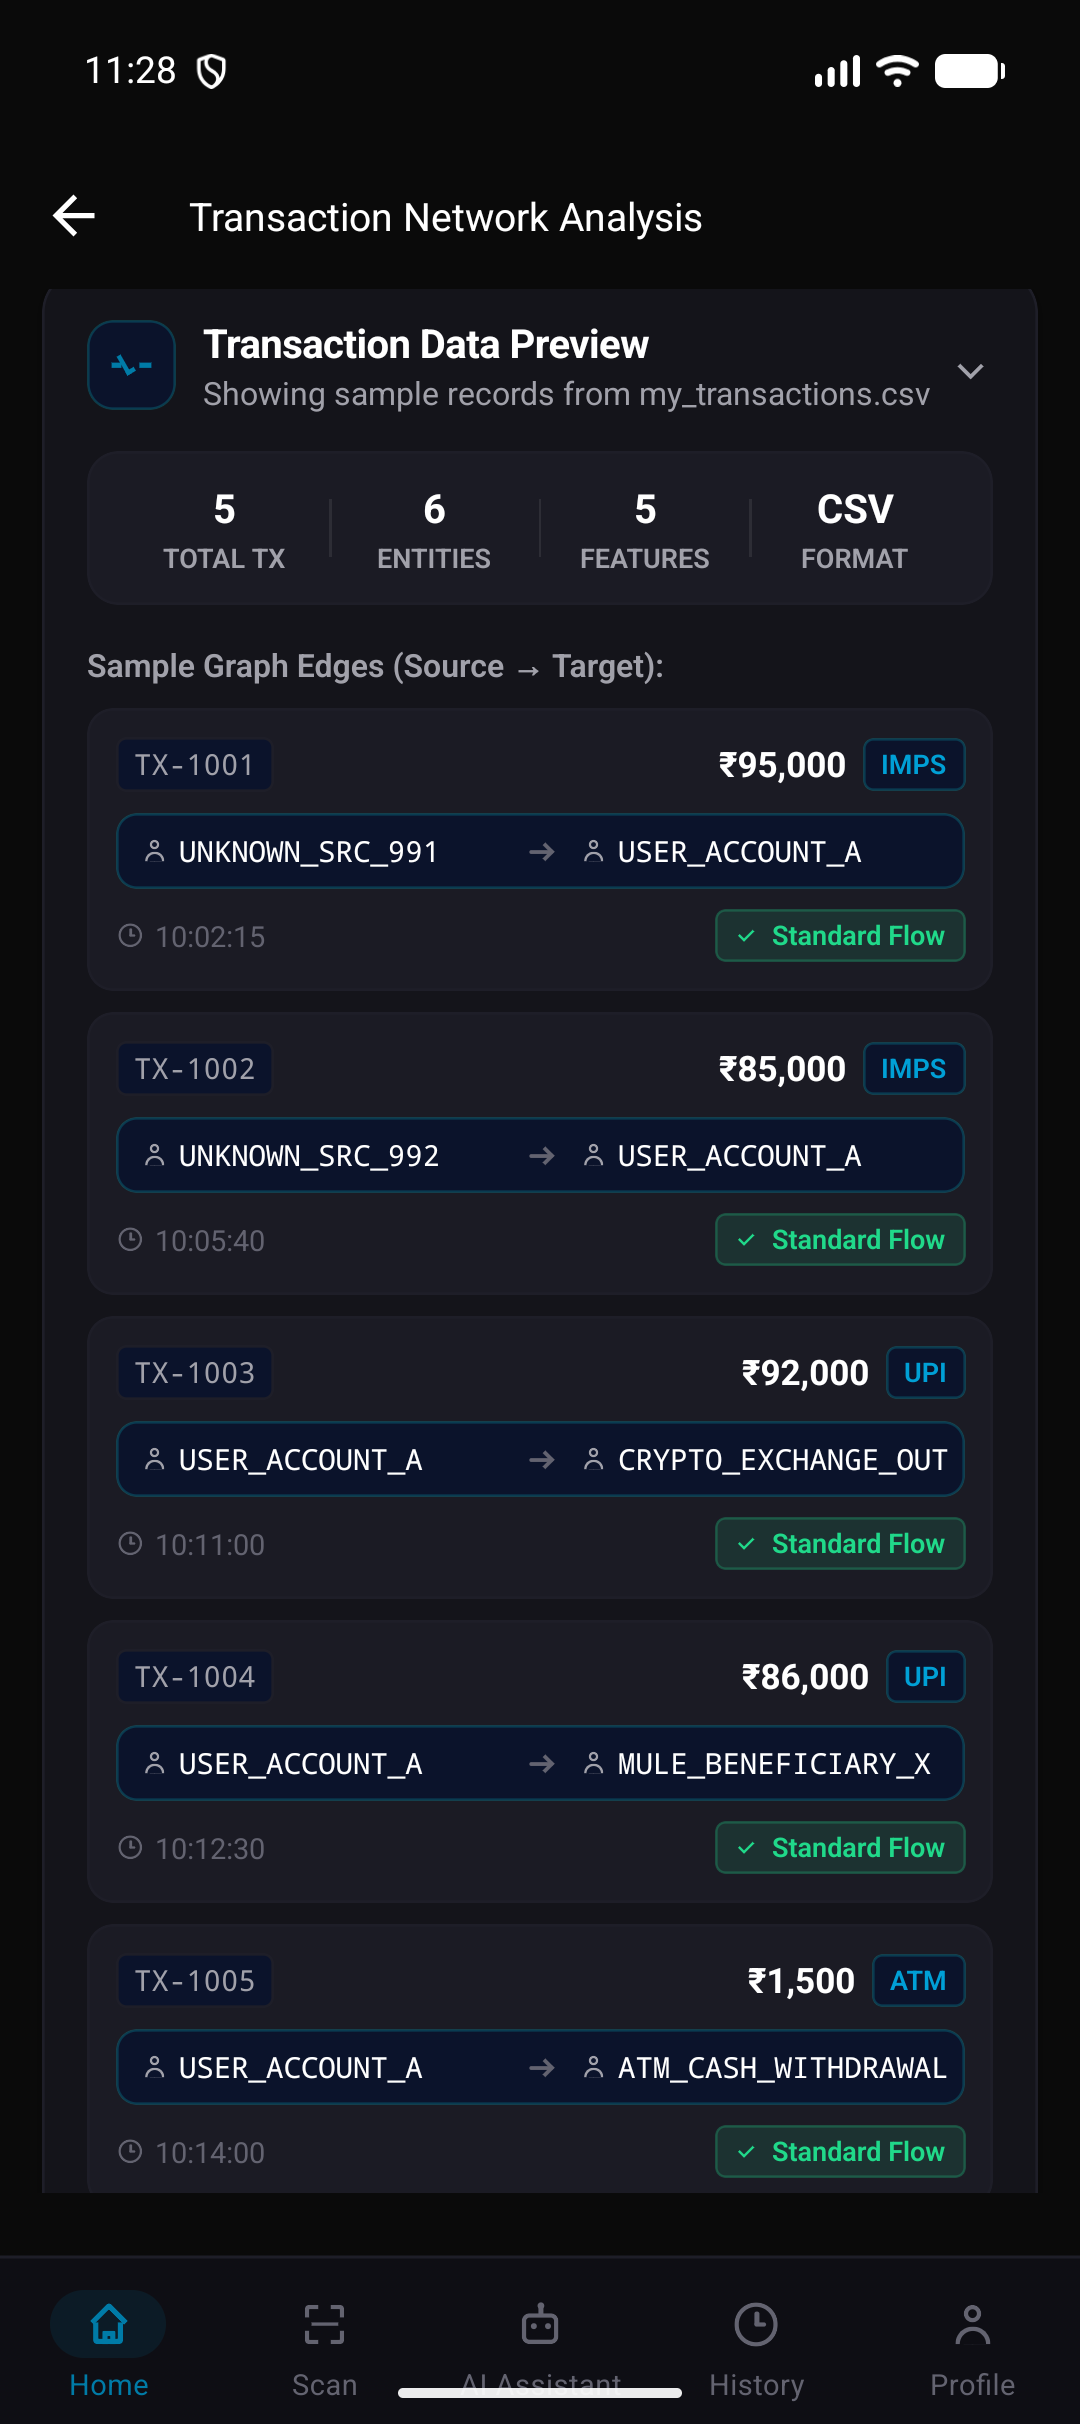 11:28
Transaction Network Analysis
Transaction Data Preview
Showing sample records from my_transactions.csv
5 6 5 CSV
TOTAL TX ENTITIES FEATURES FORMAT
Sample Graph Edges (Source → Target):
TX-1001 ₹95,000 IMPS
UNKNOWN_SRC_991 → USER_ACCOUNT_A
10:02:15 Standard Flow
TX-1002 ₹85,000 IMPS
UNKNOWN_SRC_992 → USER_ACCOUNT_A
10:05:40 Standard Flow
TX-1003 ₹92,000 UPI
USER_ACCOUNT_A → CRYPTO_EXCHANGE_OUT
10:11:00 Standard Flow
TX-1004 ₹86,000 UPI
USER_ACCOUNT_A → MULE_BENEFICIARY_X
10:12:30 Standard Flow
TX-1005 ₹1,500 ATM
USER_ACCOUNT_A → ATM_CASH_WITHDRAWAL
10:14:00 Standard Flow
Home Scan AI Assistant History Profile